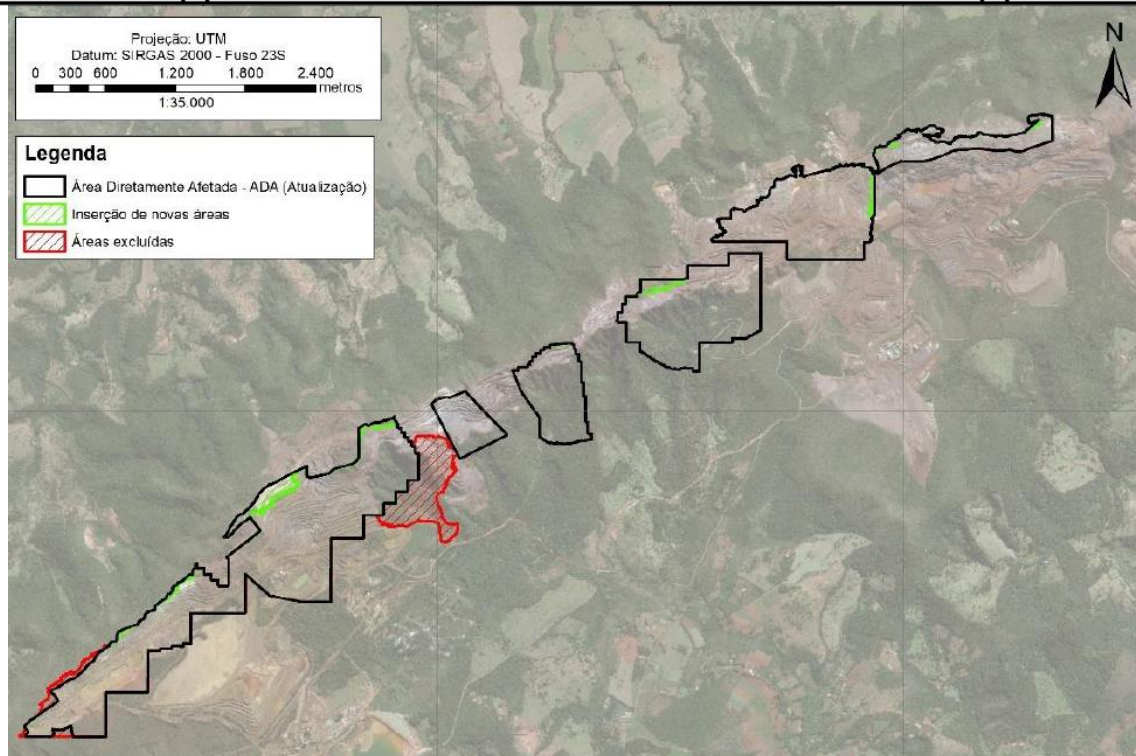 Projeção: UTM
Datum: SIRGAS 2000 - Fuso 23S
0 300 600 1.200 1.800 2.400
metros
1:35.000
N
Legenda
Área Diretamente Afetada - ADA (Atualização)
Inserção de novas áreas
Áreas excluídas